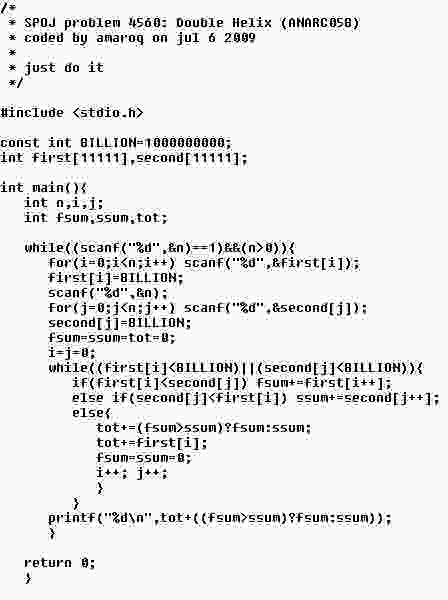 /*
 * SPOJ problem 4560: Double Helix (ANARC05B)
 * coded by amaroq on jul 6 2009
 *
 * just do it
 */

#include <stdio.h>

const int BILLION=1000000000;
int first[11111],second[11111];

int main(){
   int n,i,j;
   int fsum,ssum,tot;

   while((scanf("%d",&n)==1)&&(n>0)){
      for(i=0;i<n;i++) scanf("%d",&first[i]);
      first[i]=BILLION;
      scanf("%d",&n);
      for(j=0;j<n;j++) scanf("%d",&second[j]);
      second[j]=BILLION;
      fsum=ssum=tot=0;
      i=j=0;
      while((first[i]<BILLION)||(second[j]<BILLION)){
         if(first[i]<second[j]) fsum+=first[i++];
         else if(second[j]<first[i]) ssum+=second[j++];
         else{
            tot+=(fsum>ssum)?fsum:ssum;
            tot+=first[i];
            fsum=ssum=0;
            i++; j++;
            }
         }
      printf("%d\n",tot+((fsum>ssum)?fsum:ssum));
      }

   return 0;
   }